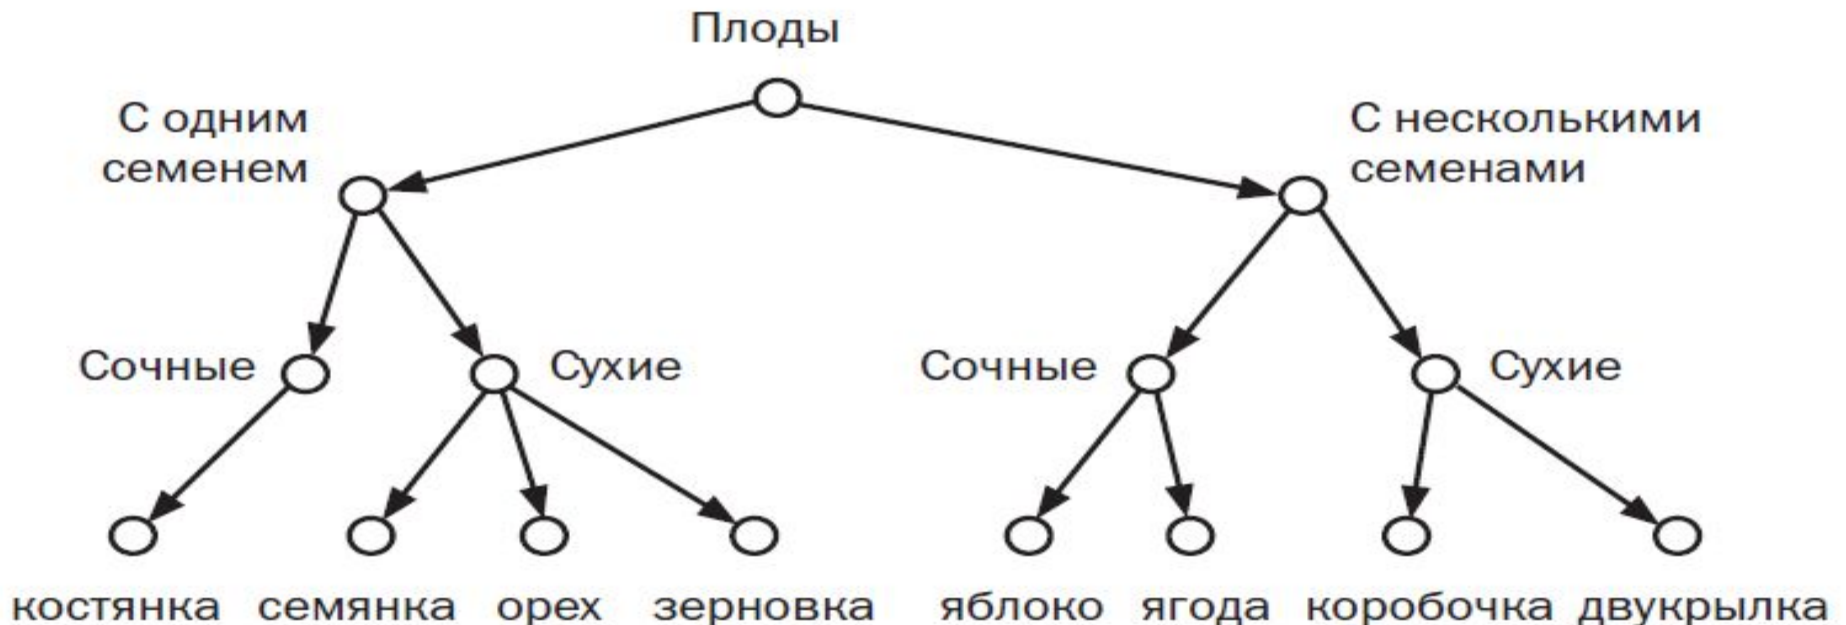 Плоды
С одним
семенем
С несколькими
семенами
Сочные
Сухие
Сочные
Сухие
костянка семянка орех зерновка яблоко ягода коробочка двукрылка